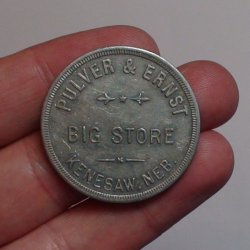 PULVER & ERNST
BIG STORE
KENESAW, NEB.